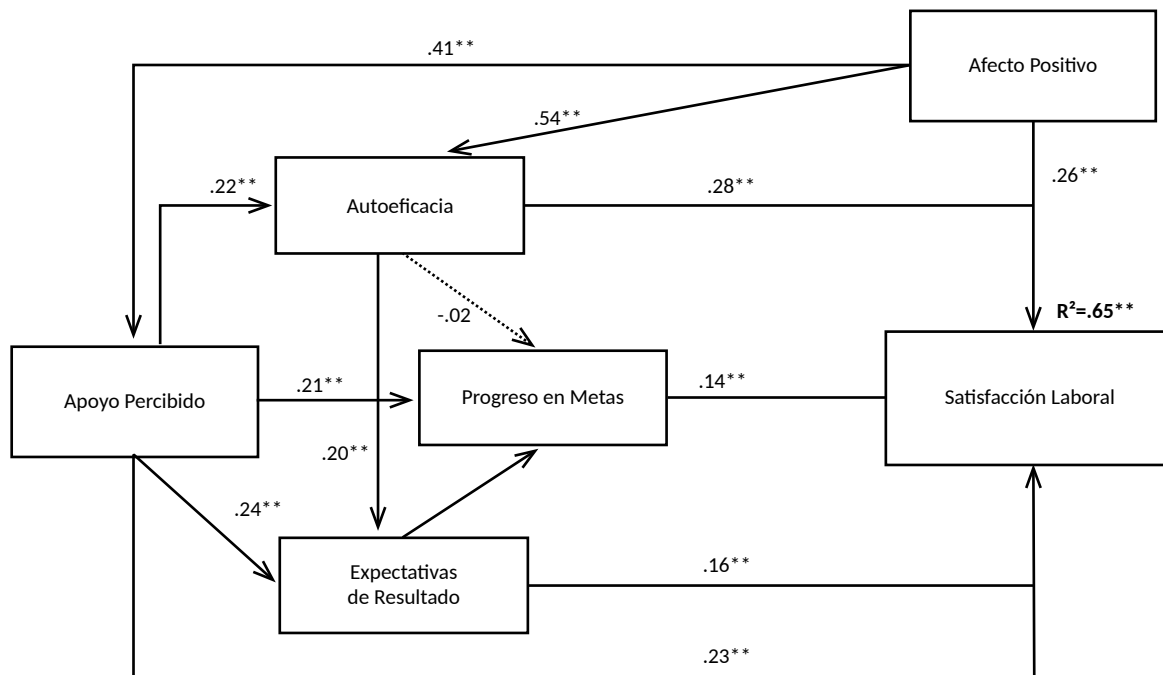 .41**
Afecto Positivo
.54**
.22**
Autoeficacia
.28**
.26**
-.02
R²=.65**
Apoyo Percibido
.21**
Progreso en Metas
.14**
Satisfacción Laboral
.20**
.24**
Expectativas
de Resultado
.16**
.23**